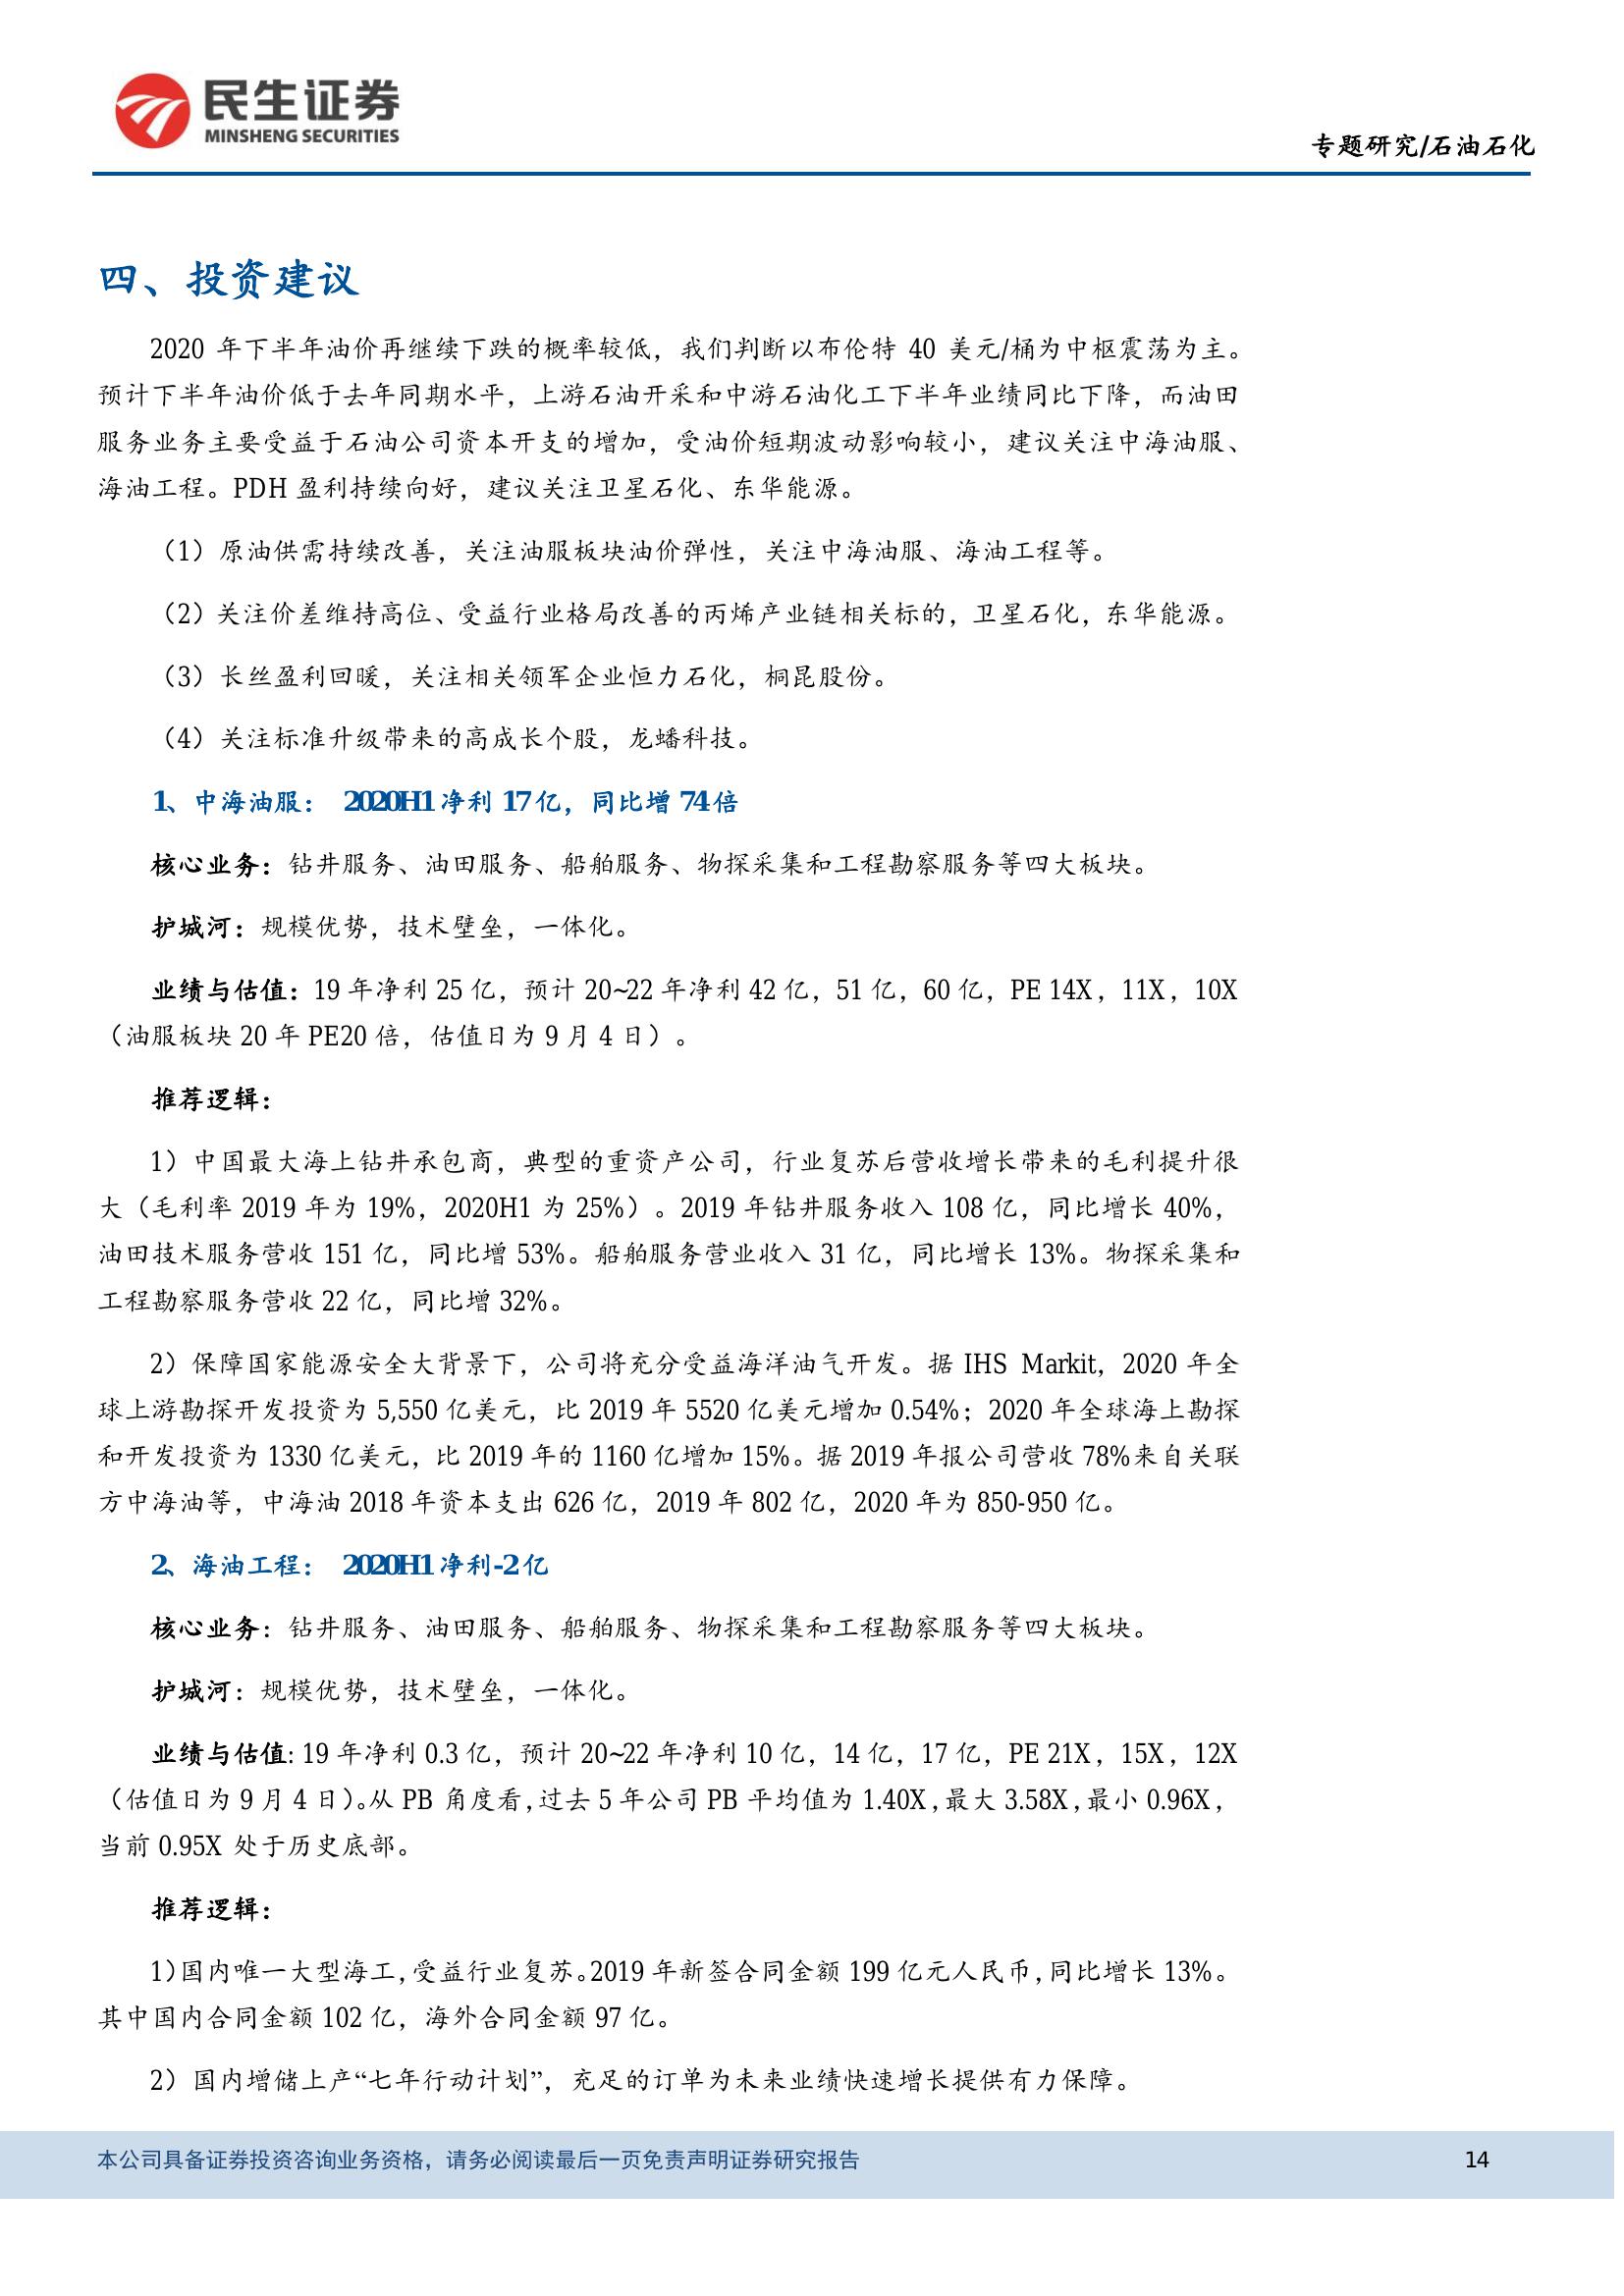 民生证券
MINSHENG SECURITIES
专题研究/石油石化
四、投资建议
2020 年下半年油价再继续下跌的概率较低，我们判断以布伦特 40 美元/桶为中枢震荡为主。
预计下半年油价低于去年同期水平，上游石油开采和中游石油化工下半年业绩同比下降，而油田
服务业务主要受益于石油公司资本开支的增加，受油价短期波动影响较小，建议关注中海油服、
海油工程。PDH 盈利持续向好，建议关注卫星石化、东华能源。
（1）原油供需持续改善，关注油服板块油价弹性，关注中海油服、海油工程等。
（2）关注价差维持高位、受益行业格局改善的丙烯产业链相关标的，卫星石化，东华能源。
（3）长丝盈利回暖，关注相关领军企业恒力石化，桐昆股份。
（4）关注标准升级带来的高成长个股，龙蟠科技。
1、中海油服： 2020H1 净利 17 亿，同比增 74 倍
核心业务：钻井服务、油田服务、船舶服务、物探采集和工程勘察服务等四大板块。
护城河：规模优势，技术壁垒，一体化。
业绩与估值：19 年净利 25 亿，预计 20~22 年净利 42 亿，51 亿，60 亿，PE 14X，11X，10X
（油服板块 20 年 PE20 倍，估值日为 9 月 4 日）。
推荐逻辑：
1）中国最大海上钻井承包商，典型的重资产公司，行业复苏后营收增长带来的毛利提升很
大（毛利率 2019 年为 19%，2020H1 为 25%）。2019 年钻井服务收入 108 亿，同比增长 40%，
油田技术服务营收 151 亿，同比增 53%。船舶服务营业收入 31 亿，同比增长 13%。物探采集和
工程勘察服务营收 22 亿，同比增 32%。
2）保障国家能源安全大背景下，公司将充分受益海洋油气开发。据 IHS Markit，2020 年全
球上游勘探开发投资为 5,550 亿美元，比 2019 年 5520 亿美元增加 0.54%；2020 年全球海上勘探
和开发投资为 1330 亿美元，比 2019 年的 1160 亿增加 15%。据 2019 年报公司营收 78%来自关联
方中海油等，中海油 2018 年资本支出 626 亿，2019 年 802 亿，2020 年为 850-950 亿。
2、海油工程： 2020H1 净利-2 亿
核心业务：钻井服务、油田服务、船舶服务、物探采集和工程勘察服务等四大板块。
护城河：规模优势，技术壁垒，一体化。
业绩与估值: 19 年净利 0.3 亿，预计 20~22 年净利 10 亿，14 亿，17 亿，PE 21X，15X，12X
（估值日为 9 月 4 日）。从 PB 角度看，过去 5 年公司 PB 平均值为 1.40X，最大 3.58X，最小 0.96X，
当前 0.95X 处于历史底部。
推荐逻辑：
1）国内唯一大型海工，受益行业复苏。2019 年新签合同金额 199 亿元人民币，同比增长 13%。
其中国内合同金额 102 亿，海外合同金额 97 亿。
2）国内增储上产“七年行动计划”，充足的订单为未来业绩快速增长提供有力保障。
本公司具备证券投资咨询业务资格，请务必阅读最后一页免责声明证券研究报告
14